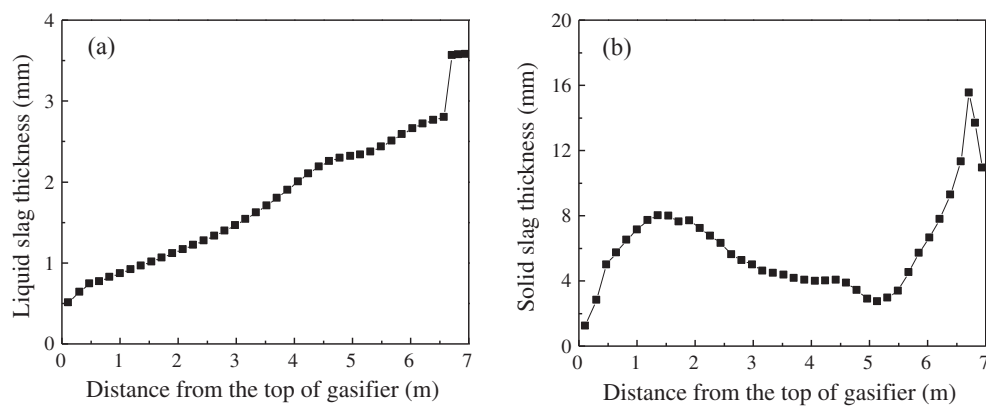 (a)
Liquid slag thickness (mm)
4
3
2
1
0
0 1 2 3 4 5 6 7
Distance from the top of gasifier (m)
(b)
Solid slag thickness (mm)
20
16
12
8
4
0
0 1 2 3 4 5 6 7
Distance from the top of gasifier (m)